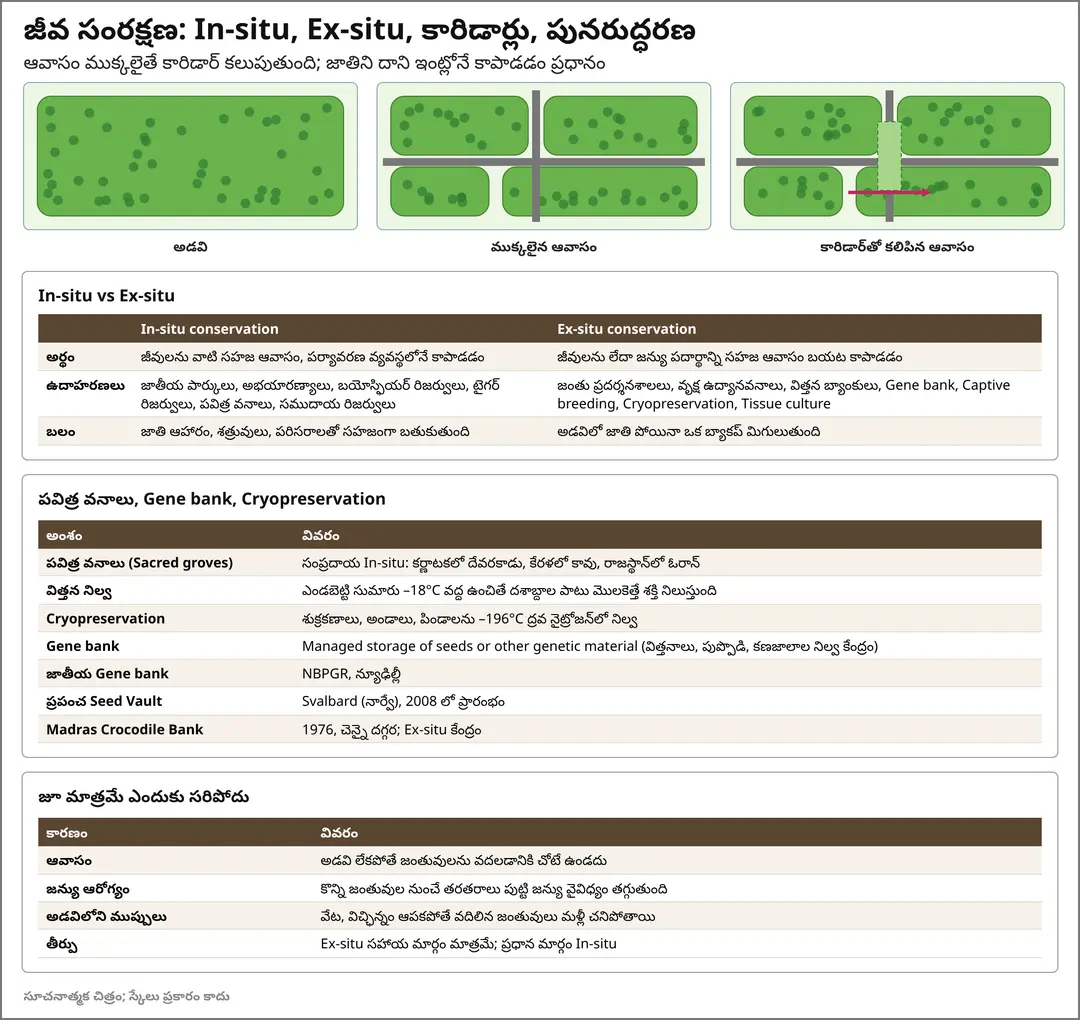 జీవ సంరక్షణ: In-situ, Ex-situ, కారిడార్లు, పునరుద్ధరణ
ఆవాసం ముక్కలైతే కారిడార్ కలుపుతుంది; జాతిని దాని ఇంట్లోనే కాపాడడం ప్రధానం
అడవి
ముక్కలైన ఆవాసం
కారిడార్‌తో కలిపిన ఆవాసం
In-situ vs Ex-situ
In-situ conservation Ex-situ conservation
అర్థం జీవులను వాటి సహజ ఆవాసం, పర్యావరణ వ్యవస్థలోనే కాపాడడం జీవులను లేదా జన్యు పదార్థాన్ని సహజ ఆవాసం బయట కాపాడడం
ఉదాహరణలు జాతీయ పార్కులు, అభయారణ్యాలు, బయోస్ఫియర్ రిజర్వులు, టైగర్ జంతు ప్రదర్శనశాలలు, వృక్ష ఉద్యానవనాలు, విత్తన బ్యాంకులు, Gene bank, Captive
రిజర్వులు, పవిత్ర వనాలు, సముదాయ రిజర్వులు breeding, Cryopreservation, Tissue culture
బలం జాతి ఆహారం, శత్రువులు, పరిసరాలతో సహజంగా బతుకుతుంది అడవిలో జాతి పోయినా ఒక బ్యాకప్ మిగులుతుంది
పవిత్ర వనాలు, Gene bank, Cryopreservation
అంశం వివరం
పవిత్ర వనాలు (Sacred groves) సంప్రదాయ In-situ: కర్ణాటకలో దేవరకాడు, కేరళలో కావు, రాజస్థాన్‌లో ఓరాన్
విత్తన నిల్వ ఎండబెట్టి సుమారు –18°C వద్ద ఉంచితే దశాబ్దాల పాటు మొలకెత్తే శక్తి నిలుస్తుంది
Cryopreservation శుక్రకణాలు, అండాలు, పిండాలను –196°C ద్రవ నైట్రోజన్‌లో నిల్వ
Gene bank Managed storage of seeds or other genetic material (విత్తనాలు, పుప్పొడి, కణజాలాల నిల్వ కేంద్రం)
జాతీయ Gene bank NBPGR, న్యూఢిల్లీ
ప్రపంచ Seed Vault Svalbard (నార్వే), 2008 లో ప్రారంభం
Madras Crocodile Bank 1976, చెన్నై దగ్గర; Ex-situ కేంద్రం
జూ మాత్రమే ఎందుకు సరిపోదు
కారణం వివరం
ఆవాసం అడవి లేకపోతే జంతువులను వదలడానికి చోటే ఉండదు
జన్యు ఆరోగ్యం కొన్ని జంతువుల నుంచే తరతరాలు పుట్టి జన్యు వైవిధ్యం తగ్గుతుంది
అడవిలోని ముప్పులు వేట, విచ్ఛిన్నం ఆపకపోతే వదిలిన జంతువులు మళ్లీ చనిపోతాయి
తీర్పు Ex-situ సహాయ మార్గం మాత్రమే; ప్రధాన మార్గం In-situ
సూచనాత్మక చిత్రం; స్కేలు ప్రకారం కాదు